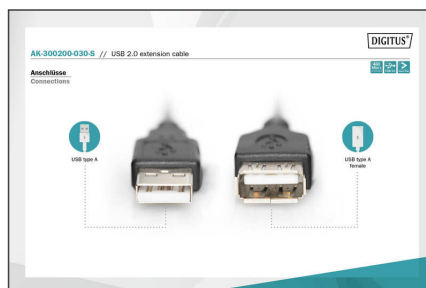 DIGITUS®
AK-300200-030-S // USB 2.0 extension cable
Anschlüsse
Connections
USB type A
USB type A
female